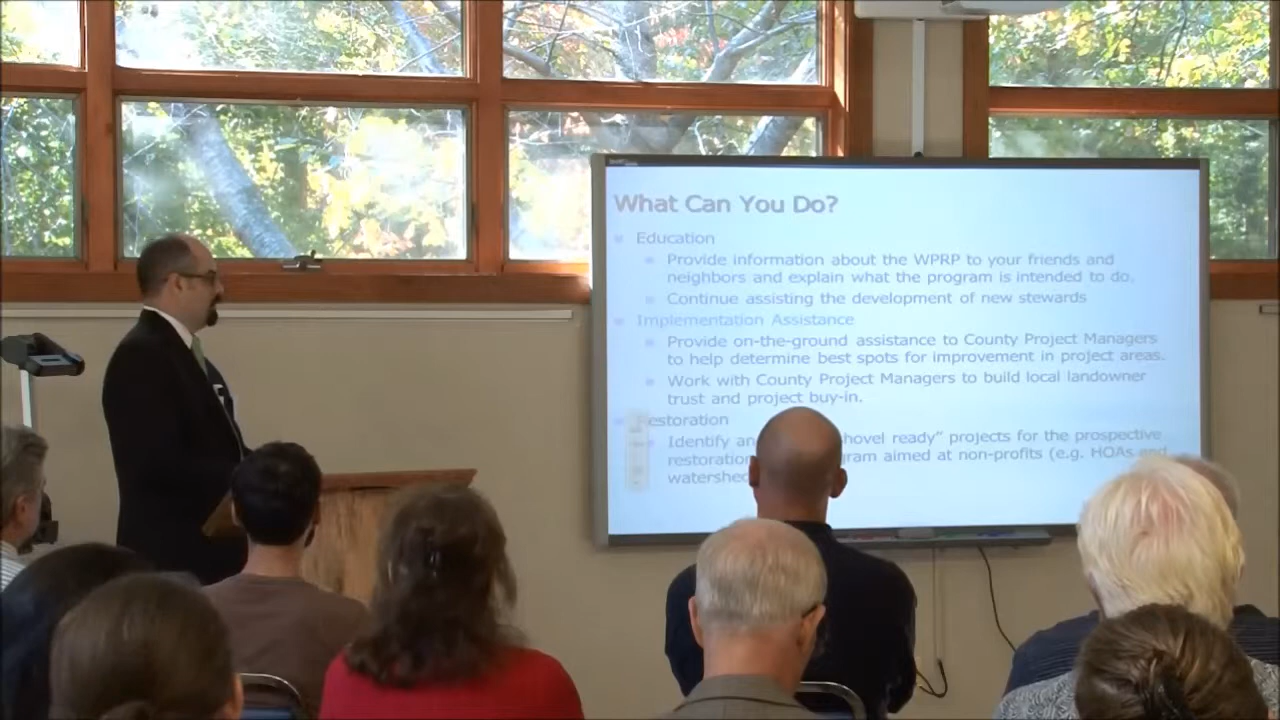 What Can You Do?
Education
Provide information about the WPRP to your friends and
neighbors and explain what the program is intended to do.
Continue assisting the development of new stewards
Implementation Assistance
Provide on-the-ground assistance to County Project Managers
to help determine best spots for improvement in project areas.
Work with County Project Managers to build local landowner
trust and project buy-in.
estoration
Identify an hovel ready” projects for the prospective
restoration gram aimed at non-profits (e.g. HOAs and
watershed